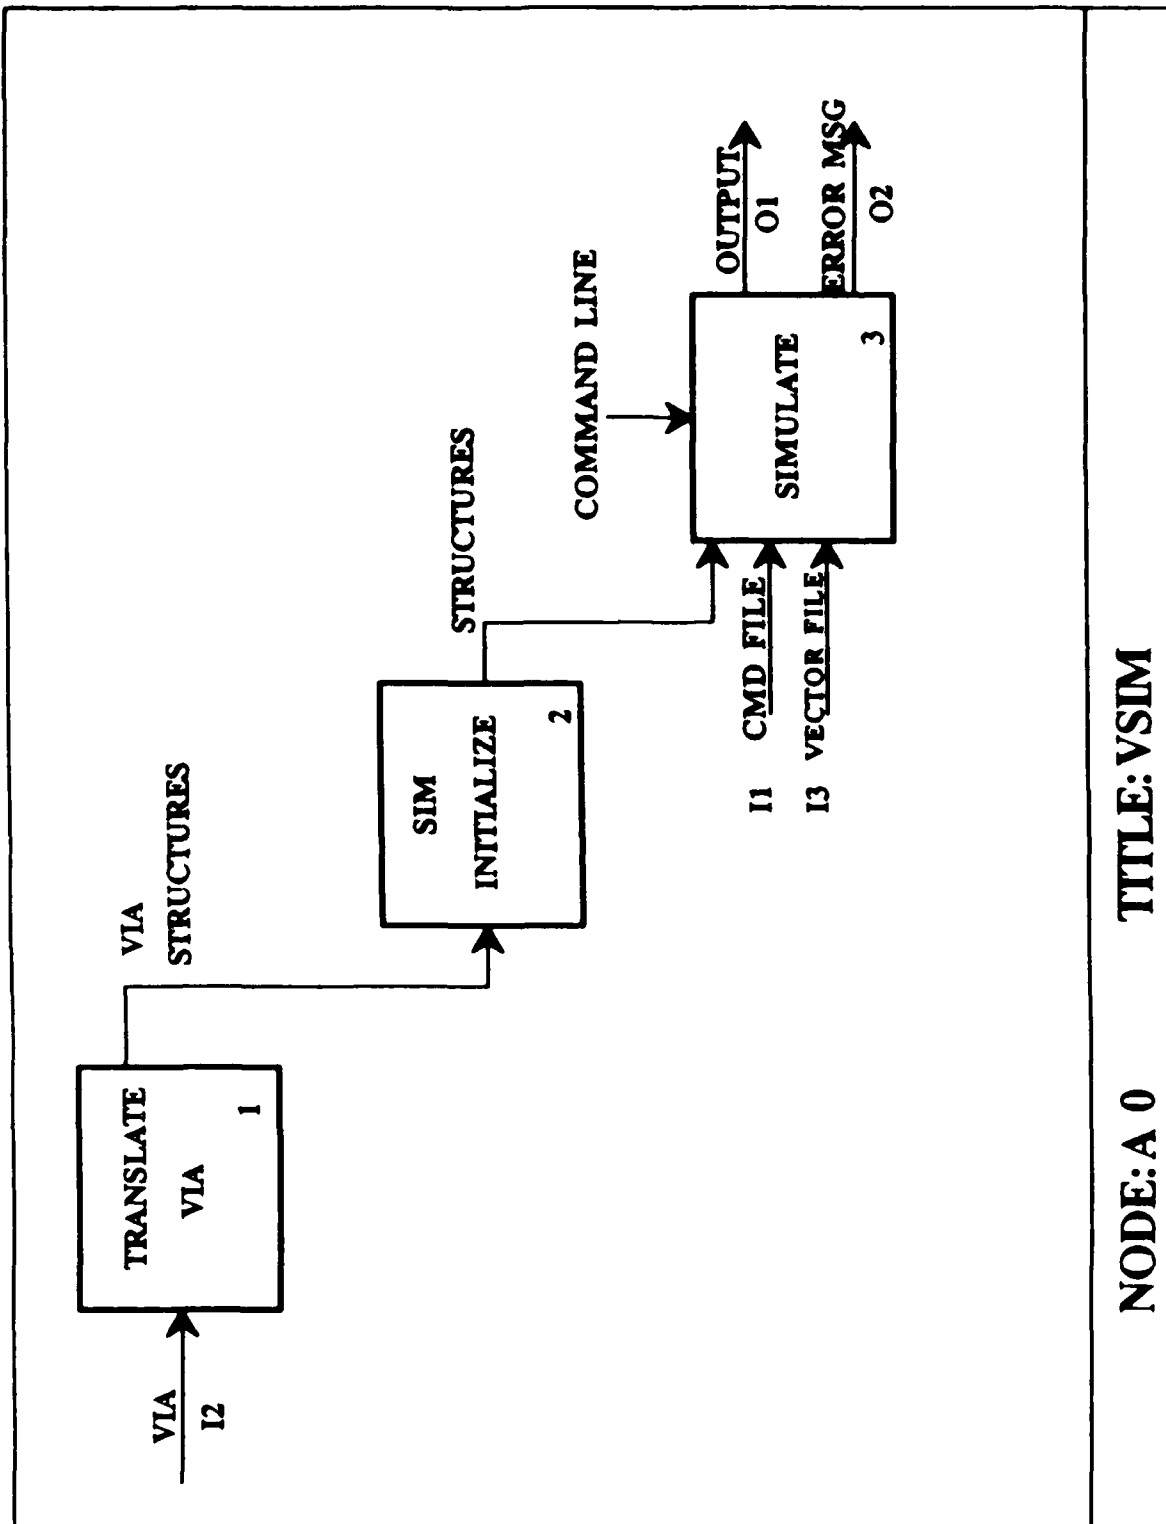 VIA
I2
TRANSLATE
VIA
1
VIA
STRUCTURES
SIM
INITIALIZE
2
STRUCTURES
COMMAND LINE
I1 CMD FILE
I3 VECTOR FILE
SIMULATE
3
OUTPUT
O1
ERROR MSG
O2
NODE: A 0 TITLE: VSIM